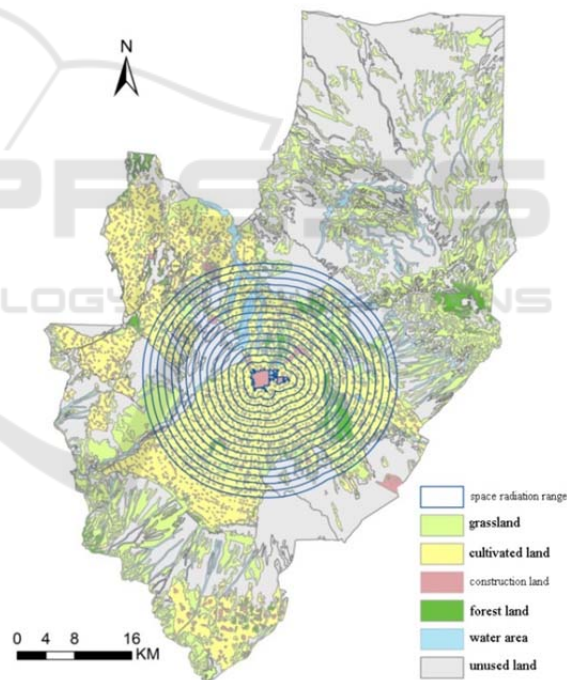 N
space radiation range
grassland
cultivated land
construction land
forest land
water area
unused land
0 4 8 16
KM